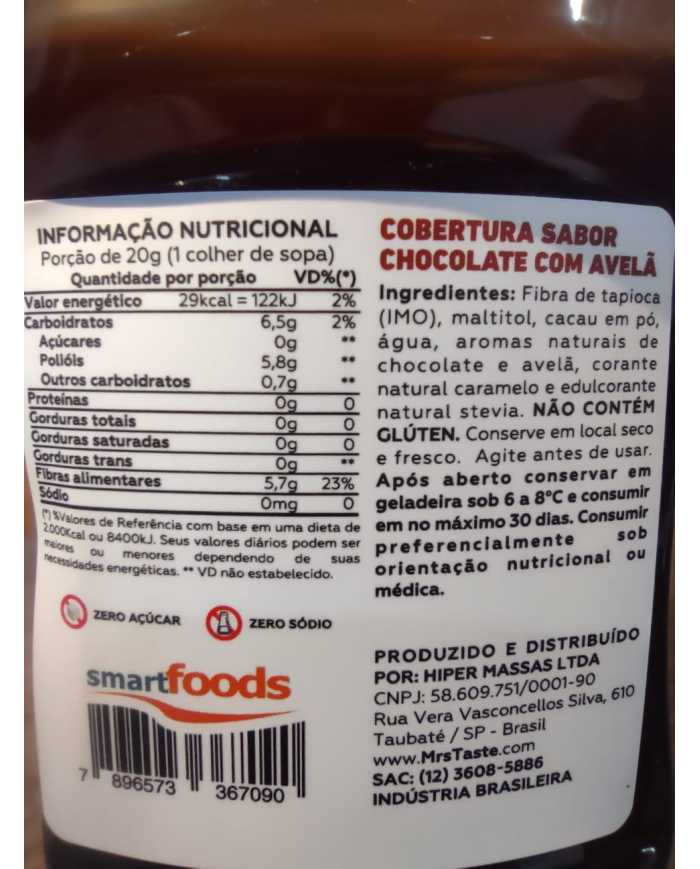 INFORMAÇÃO NUTRICIONAL
Porção de 20g (1 colher de sopa)
Quantidade por porção VD%(*)
Valor energético 29kcal = 122kJ 2%
Carboidratos 6,5g 2%
Açúcares 0g **
Polióis 5,8g **
Outros carboidratos 0,7g **
Proteínas 0g 0
Gorduras totais 0g 0
Gorduras saturadas 0g 0
Gorduras trans 0g **
Fibras alimentares 5,7g 23%
Sódio 0mg 0
(*) %Valores de Referência com base em uma dieta de
2.000Kcal ou 8400kJ. Seus valores diários podem ser
maiores ou menores dependendo de suas
necessidades energéticas. ** VD não estabelecido.
ZERO AÇÚCAR ZERO SÓDIO
smartfoods
7 896573 367090
COBERTURA SABOR
CHOCOLATE COM AVELÃ
Ingredientes: Fibra de tapioca
(IMO), maltitol, cacau em pó,
água, aromas naturais de
chocolate e avelã, corante
natural caramelo e edulcorante
natural stevia. NÃO CONTÉM
GLÚTEN. Conserve em local seco
e fresco. Agite antes de usar.
Após aberto conservar em
geladeira sob 6 a 8°C e consumir
em no máximo 30 dias. Consumir
preferencialmente sob
orientação nutricional ou
médica.
PRODUZIDO E DISTRIBUÍDO
POR: HIPER MASSAS LTDA
CNPJ: 58.609.751/0001-90
Rua Vera Vasconcellos Silva, 610
Taubaté / SP - Brasil
www.MrsTaste.com
SAC: (12) 3608-5886
INDÚSTRIA BRASILEIRA